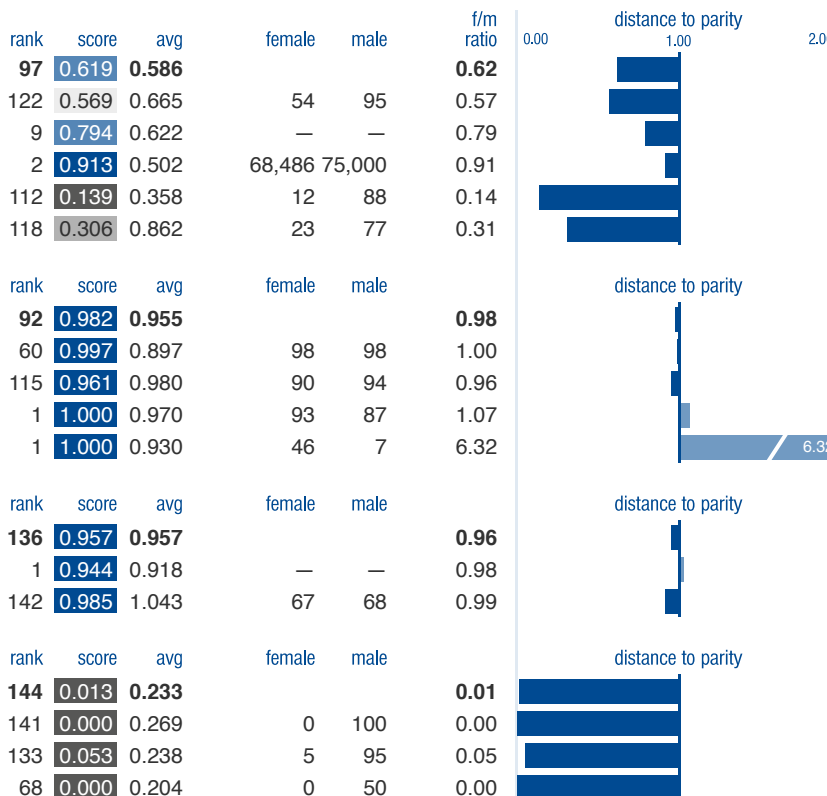 f/m distance to parity
rank score avg female male ratio 0.00 1.00
97 0.619 0.586 0.62
122 0.569 0.665 54 95 0.57
9 0.794 0.622 — — 0.79
2 0.913 0.502 68,486 75,000 0.91
112 0.139 0.358 12 88 0.14
118 0.306 0.862 23 77 0.31
rank score avg female male distance to parity
92 0.982 0.955 0.98
60 0.997 0.897 98 98 1.00
115 0.961 0.980 90 94 0.96
1 1.000 0.970 93 87 1.07
1 1.000 0.930 46 7 6.32 6.32
rank score avg female male distance to parity
136 0.957 0.957 0.96
1 0.944 0.918 — — 0.98
142 0.985 1.043 67 68 0.99
rank score avg female male distance to parity
144 0.013 0.233 0.01
141 0.000 0.269 0 100 0.00
133 0.053 0.238 5 95 0.05
68 0.000 0.204 0 50 0.00